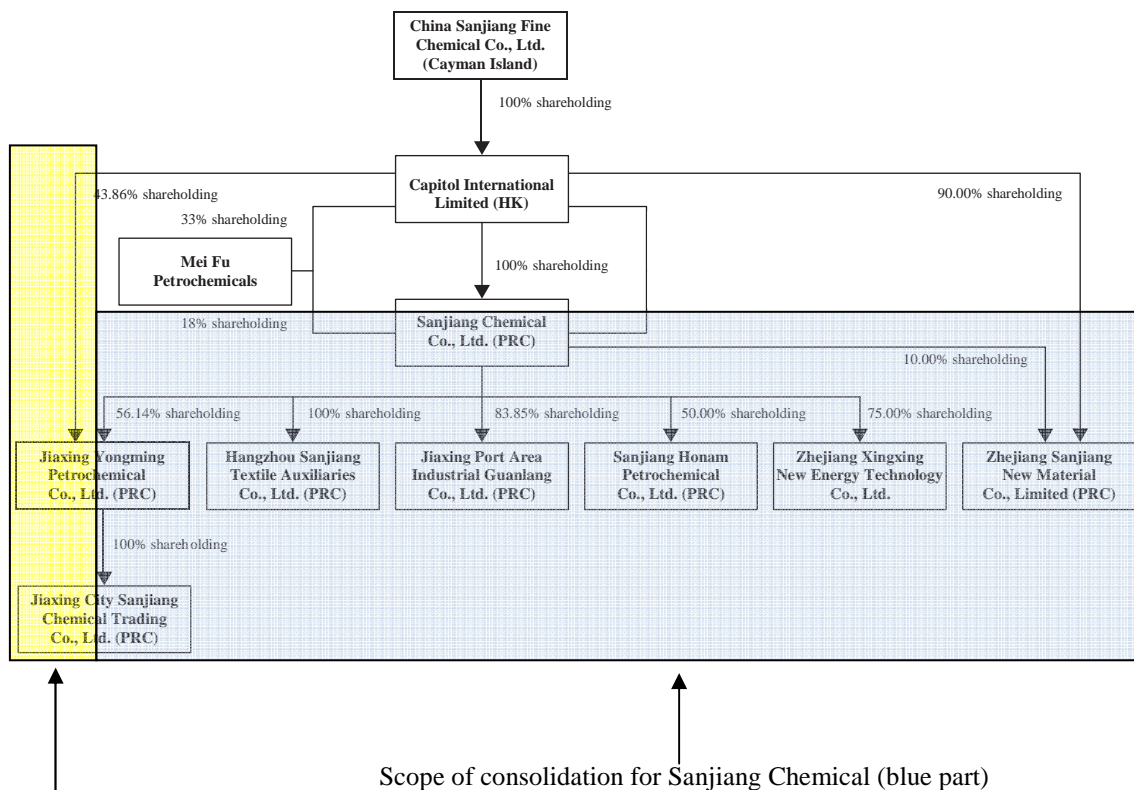 China Sanjiang Fine
Chemical Co., Ltd.
(Cayman Island)
100% shareholding
Capitol International
Limited (HK)
43.86% shareholding
90.00% shareholding
33% shareholding
Mei Fu
Petrochemicals
100% shareholding
18% shareholding
Sanjiang Chemical
Co., Ltd. (PRC)
10.00% shareholding
56.14% shareholding
100% shareholding
83.85% shareholding
50.00% shareholding
75.00% shareholding
Jiaxing Yongming
Petrochemical
Co., Ltd. (PRC)
Hangzhou Sanjiang
Textile Auxiliaries
Co., Ltd. (PRC)
Jiaxing Port Area
Industrial Guanlang
Co., Ltd. (PRC)
Sanjiang Honam
Petrochemical
Co., Ltd. (PRC)
Zhejiang Xingxing
New Energy Technology
Co., Ltd.
Zhejiang Sanjiang
New Material
Co., Limited (PRC)
100% shareholding
Jiaxing City Sanjiang
Chemical Trading
Co., Ltd. (PRC)
Scope of consolidation for Sanjiang Chemical (blue part)